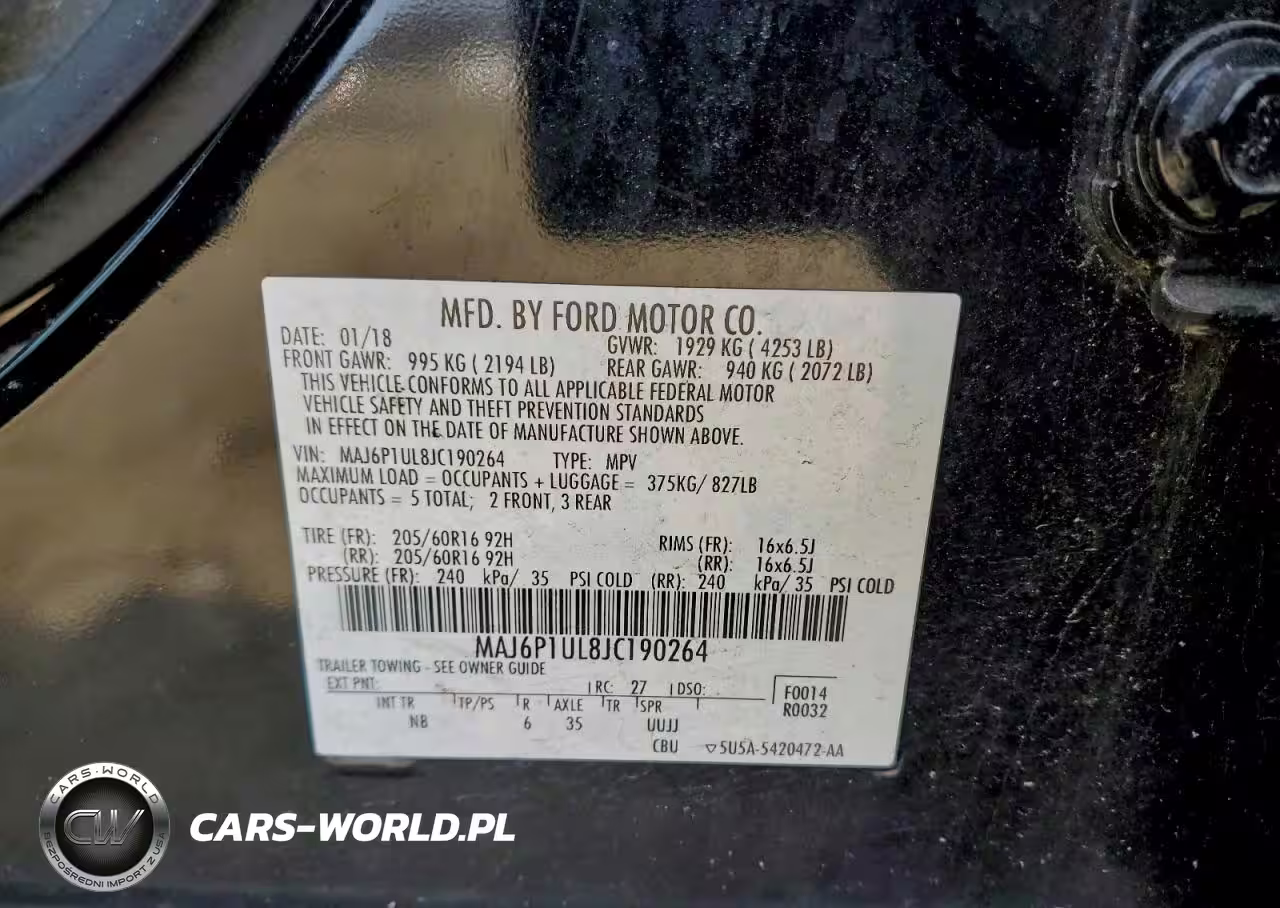 MFD. BY FORD MOTOR CO.
DATE: 01/18 GVWR: 1929 KG ( 4253 LB)
FRONT GAWR: 995 KG ( 2194 LB) REAR GAWR: 940 KG ( 2072 LB)
THIS VEHICLE CONFORMS TO ALL APPLICABLE FEDERAL MOTOR
VEHICLE SAFETY AND THEFT PREVENTION STANDARDS
IN EFFECT ON THE DATE OF MANUFACTURE SHOWN ABOVE.
VIN: MAJ6P1UL8JC190264 TYPE: MPV
MAXIMUM LOAD = OCCUPANTS + LUGGAGE = 375KG/ 827LB
OCCUPANTS = 5 TOTAL; 2 FRONT, 3 REAR
TIRE (FR): 205/60R16 92H RIMS (FR): 16x6.5J
(RR): 205/60R16 92H (RR): 16x6.5J
PRESSURE (FR): 240 kPa/ 35 PSI COLD (RR): 240 kPa/ 35 PSI COLD
MAJ6P1UL8JC190264
TRAILER TOWING - SEE OWNER GUIDE
EXT PNT: RC: 27 DSO: F0014
R0032
INT TR TP/PS R AXLE TR SPR
NB 6 35 UUJJ
CBU 5U5A-5420472-AA
CARS-WORLD
CW
BEZPOŚREDNI IMPORT Z USA
CARS-WORLD.PL